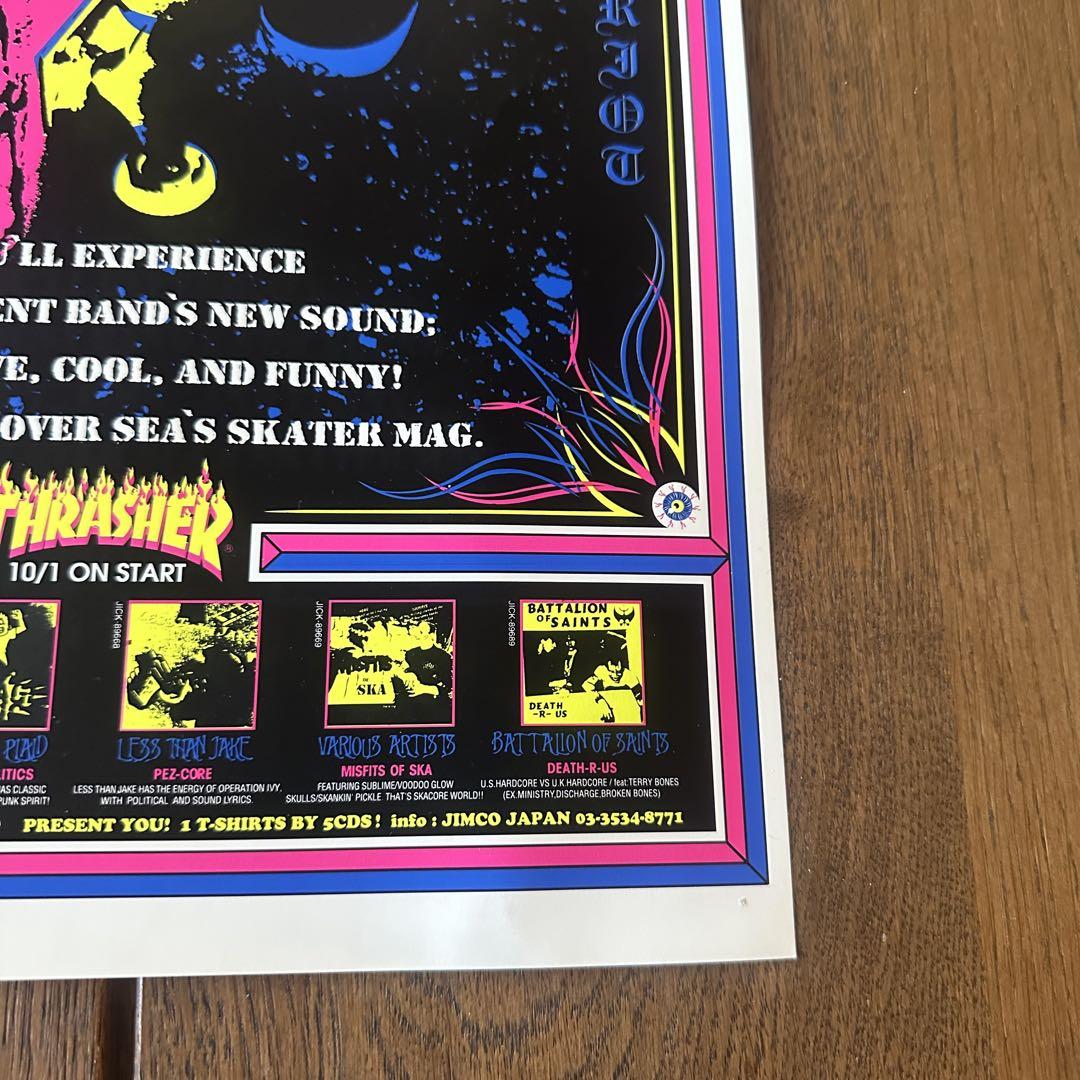 RIOT
'LL EXPERIENCE
ENT BAND`S NEW SOUND;
VE, COOL, AND FUNNY!
OVER SEA`S SKATER MAG.
THRASHER
®
10/1 ON START
JICK-89668
JICK-89669
MISFITS
OF
SKA
JICK-89689
BATTALION
OF SAINTS
DEATH
-R- US
PLAID
LESS THAN JAKE
VARIOUS ARTISTS
BATTALION OF SAINTS
ITICS
PEZ-CORE
MISFITS OF SKA
DEATH-R-US
AS CLASSIC
PUNK SPIRIT!
LESS THAN JAKE HAS THE ENERGY OF OPERATION IVY,
WITH POLITICAL AND SOUND LYRICS.
FEATURING SUBLIME/VOODOO GLOW
SKULLS/SKANKIN' PICKLE THAT'S SKACORE WORLD!!
U.S.HARDCORE VS U.K.HARDCORE / feat:TERRY BONES
(EX.MINISTRY,DISCHARGE,BROKEN BONES)
PRESENT YOU! 1 T-SHIRTS BY 5CDS! info : JIMCO JAPAN 03-3534-8771